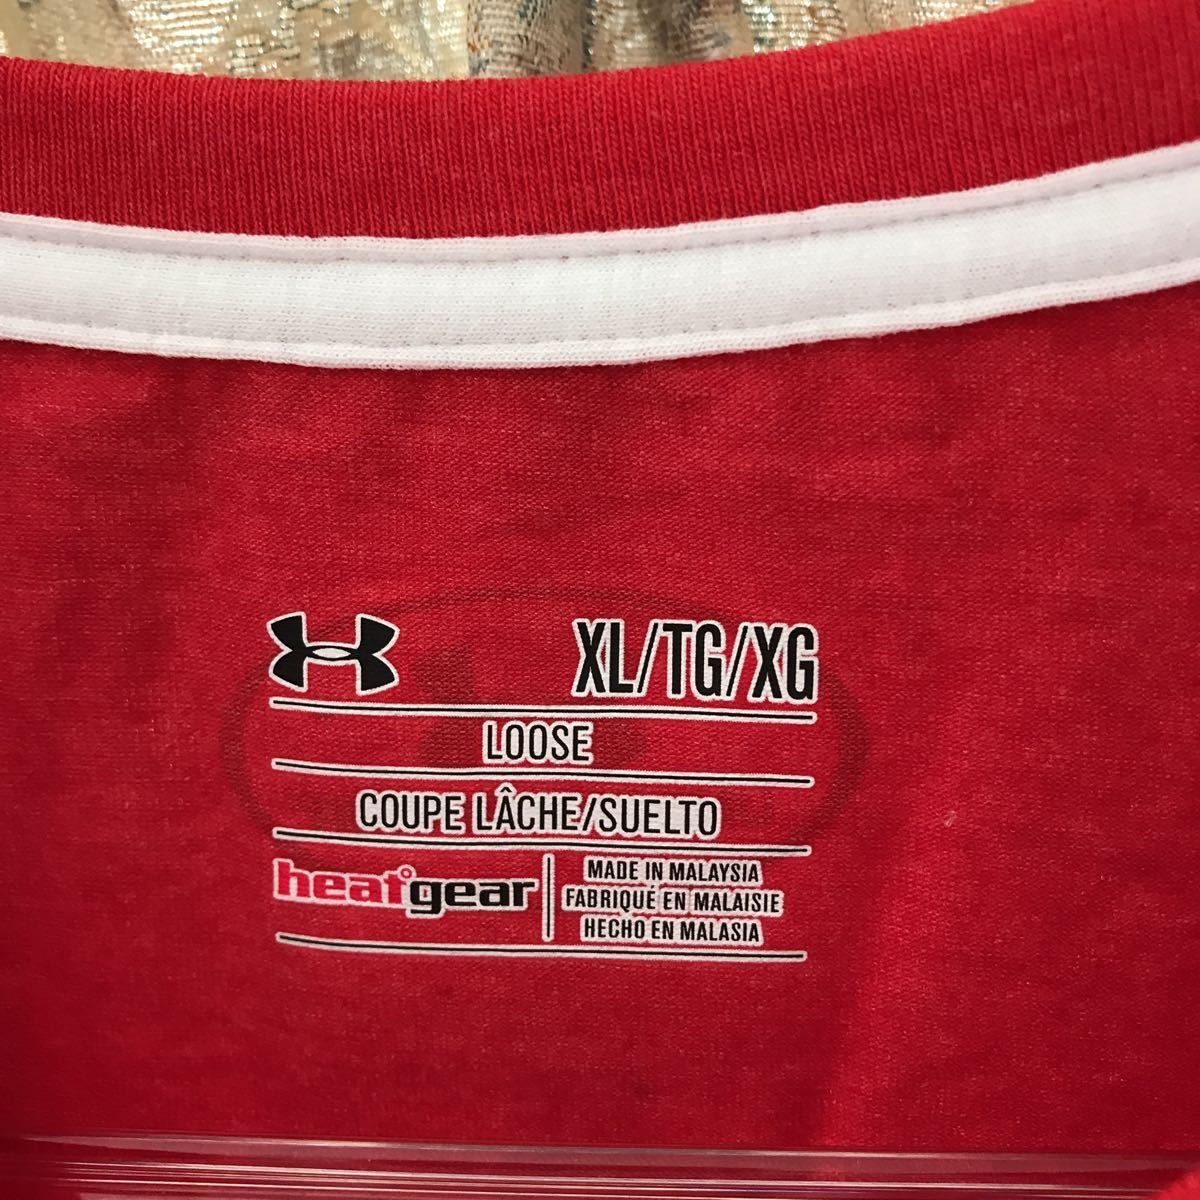 XL/TG/XG
LOOSE
COUPE LÂCHE/SUELTO
heatgear
MADE IN MALAYSIA
FABRIQUÉ EN MALAISIE
HECHO EN MALASIA